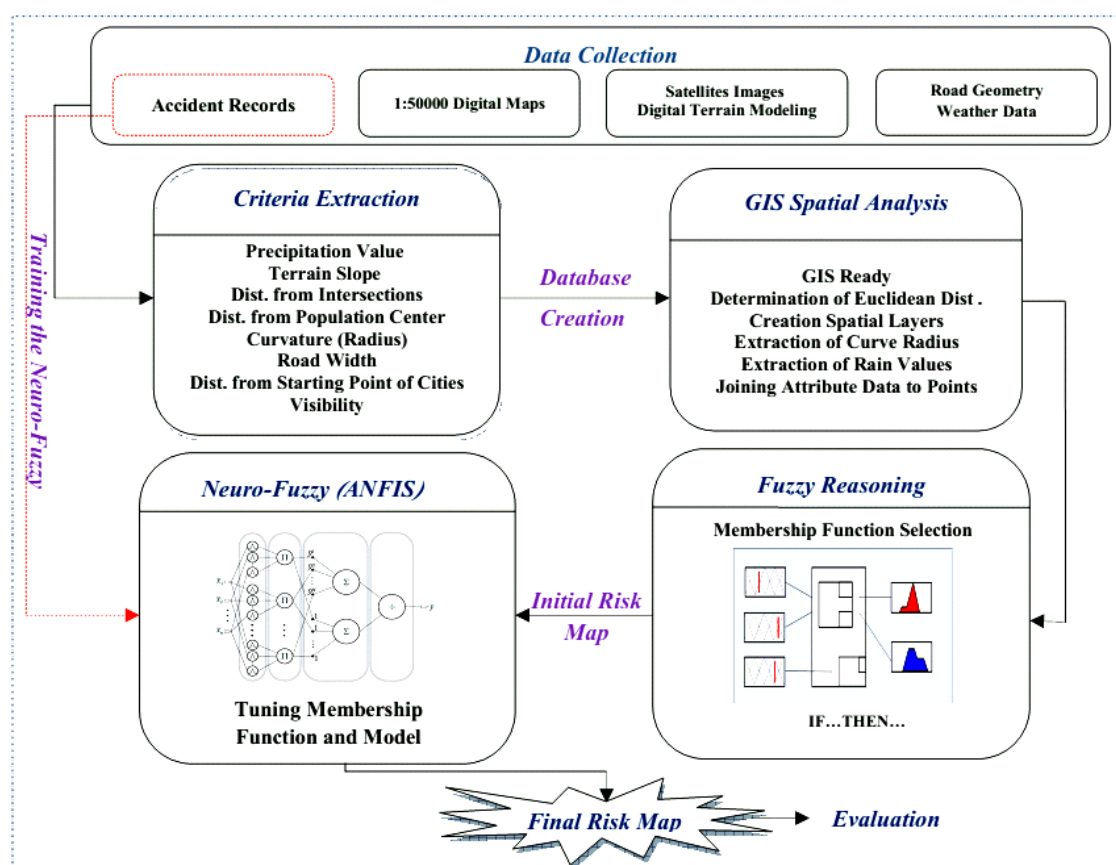 Data Collection
Accident Records
1:50000 Digital Maps
Satellites Images
Digital Terrain Modeling
Road Geometry
Weather Data
Training the Neuro-Fuzzy
Criteria Extraction
Precipitation Value
Terrain Slope
Dist. from Intersections
Dist. from Population Center
Curvature (Radius)
Road Width
Dist. from Starting Point of Cities
Visibility
Database
Creation
GIS Spatial Analysis
GIS Ready
Determination of Euclidean Dist .
Creation Spatial Layers
Extraction of Curve Radius
Extraction of Rain Values
Joining Attribute Data to Points
Fuzzy Reasoning
Membership Function Selection
IF…THEN…
Initial Risk
Map
Neuro-Fuzzy (ANFIS)
Tuning Membership
Function and Model
Final Risk Map
Evaluation